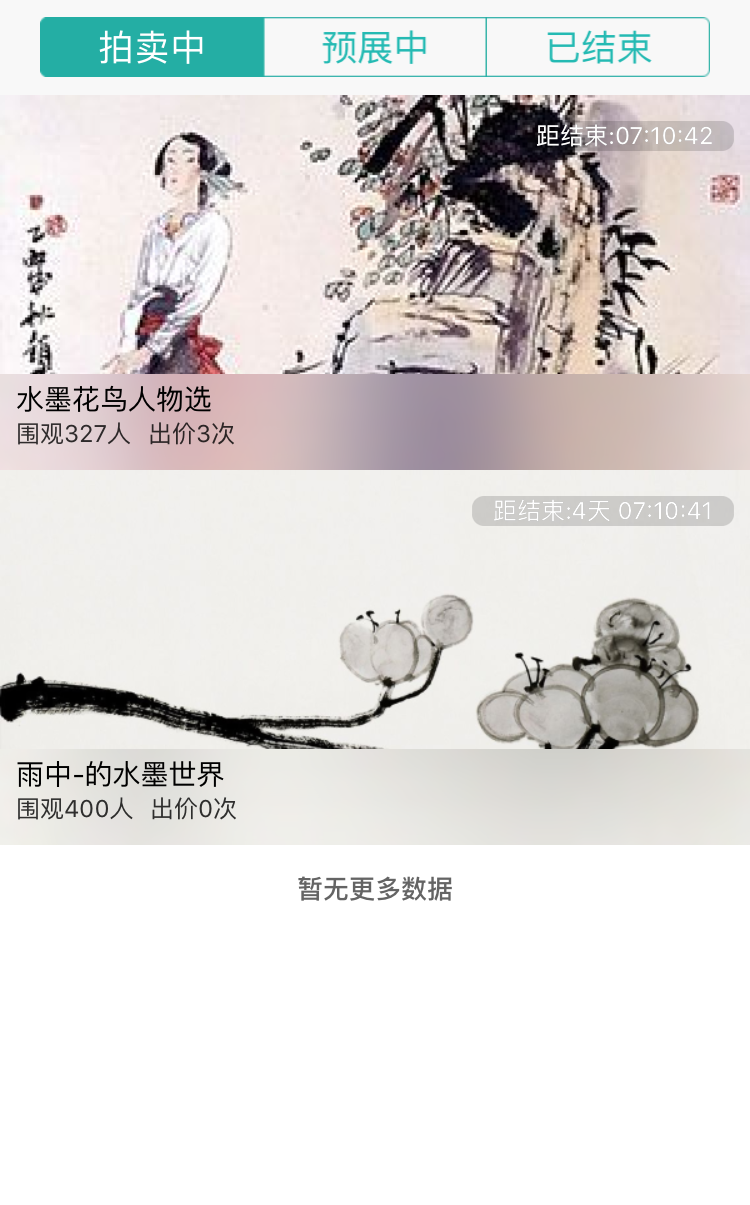 拍卖中 预展中 已结束
距结束:07:10:42
水墨花鸟人物选
围观327人 出价3次
距结束:4天 07:10:41
雨中-的水墨世界
围观400人 出价0次
暂无更多数据